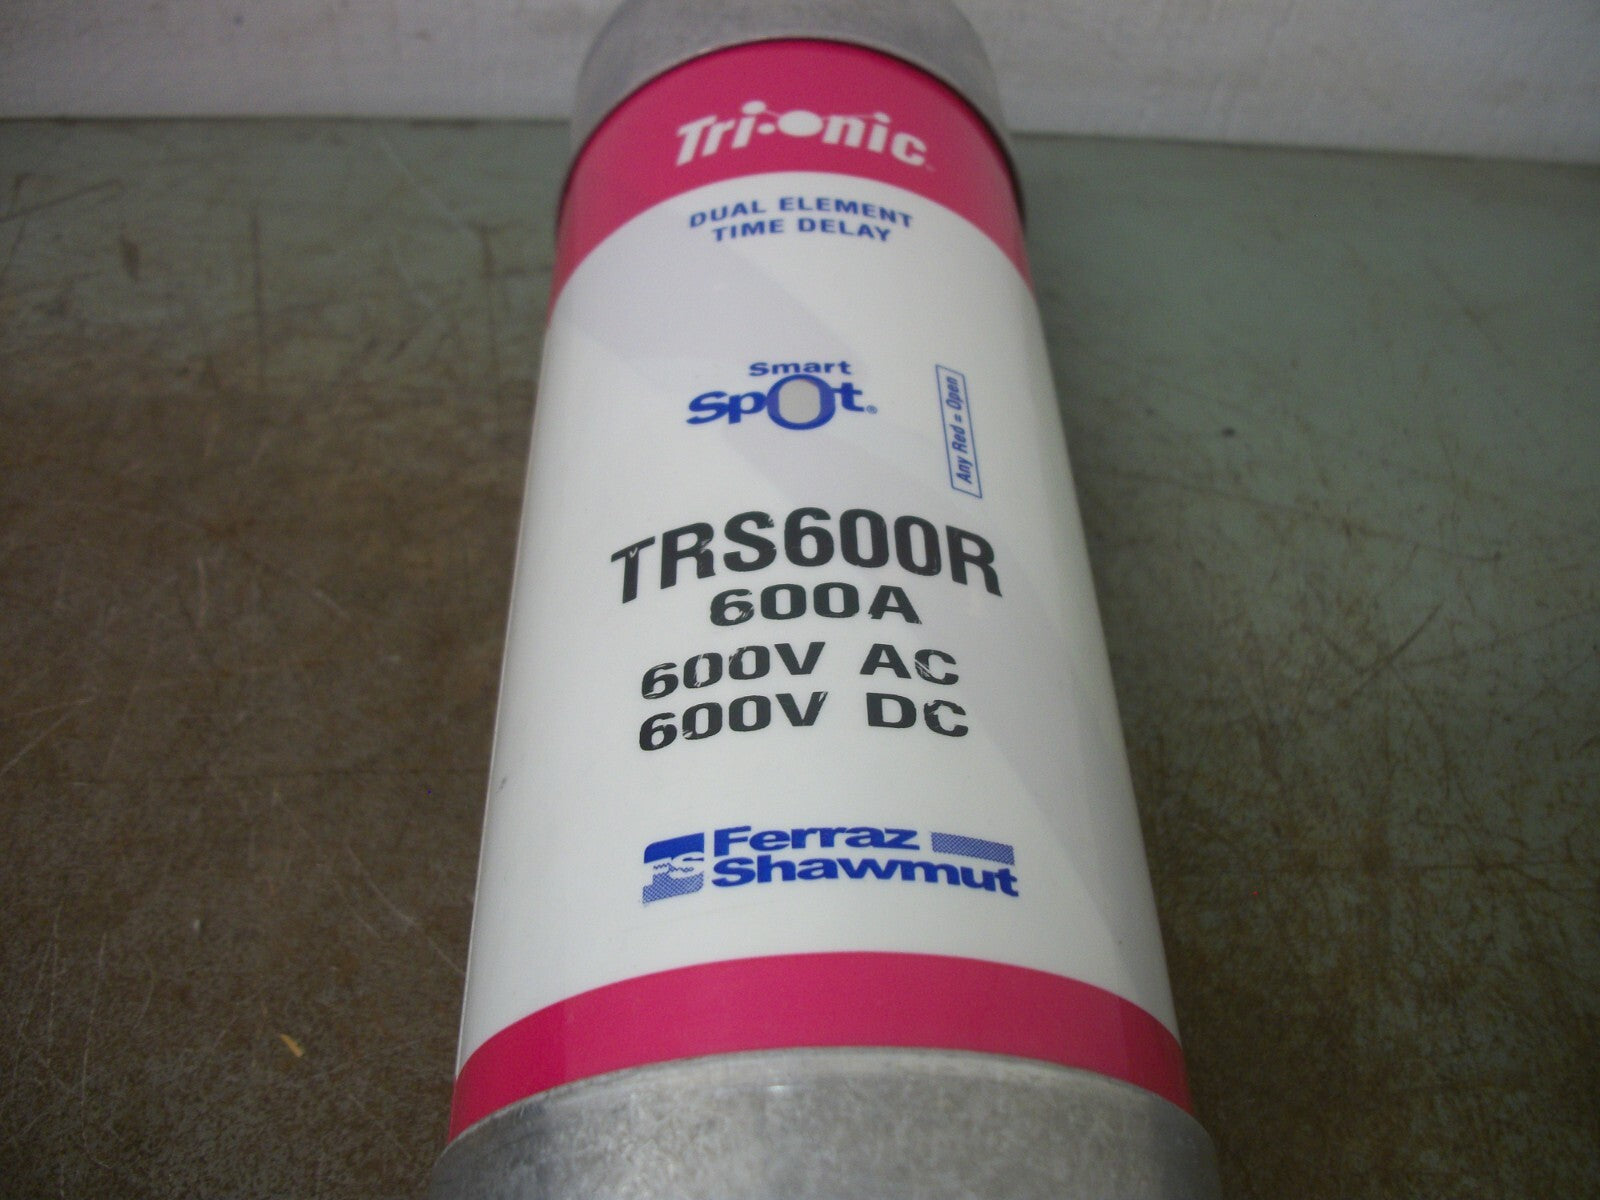 Tri-onic
DUAL ELEMENT
TIME DELAY
Smart
Spot®
Any Red = Open
TRS600R
600A
600V AC
600V DC
FS
Ferraz
Shawmut